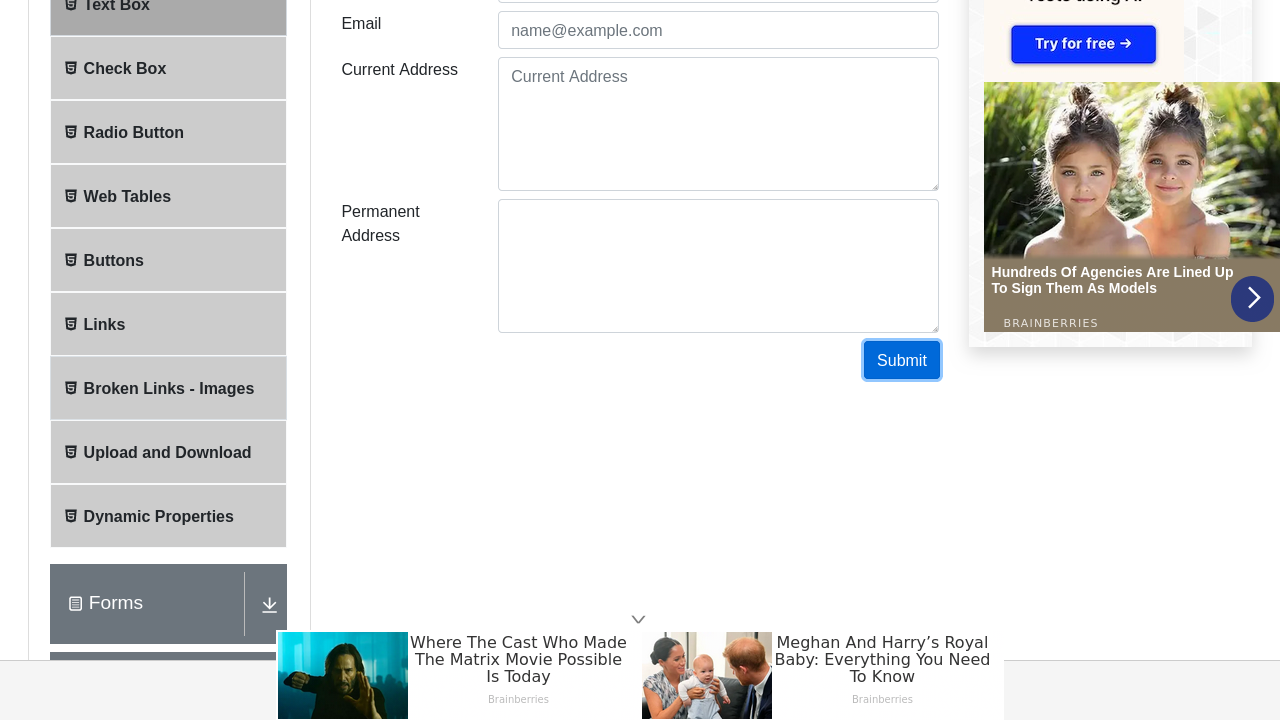 Text Box
Check Box
Radio Button
Web Tables
Buttons
Links
Broken Links - Images
Upload and Download
Dynamic Properties
Forms
Email
name@example.com
Current Address
Current Address
Permanent
Address
Submit
Try for free →
Hundreds Of Agencies Are Lined Up
To Sign Them As Models
BRAINBERRIES
Where The Cast Who Made
The Matrix Movie Possible
Is Today
Brainberries
Meghan And Harry’s Royal
Baby: Everything You Need
To Know
Brainberries